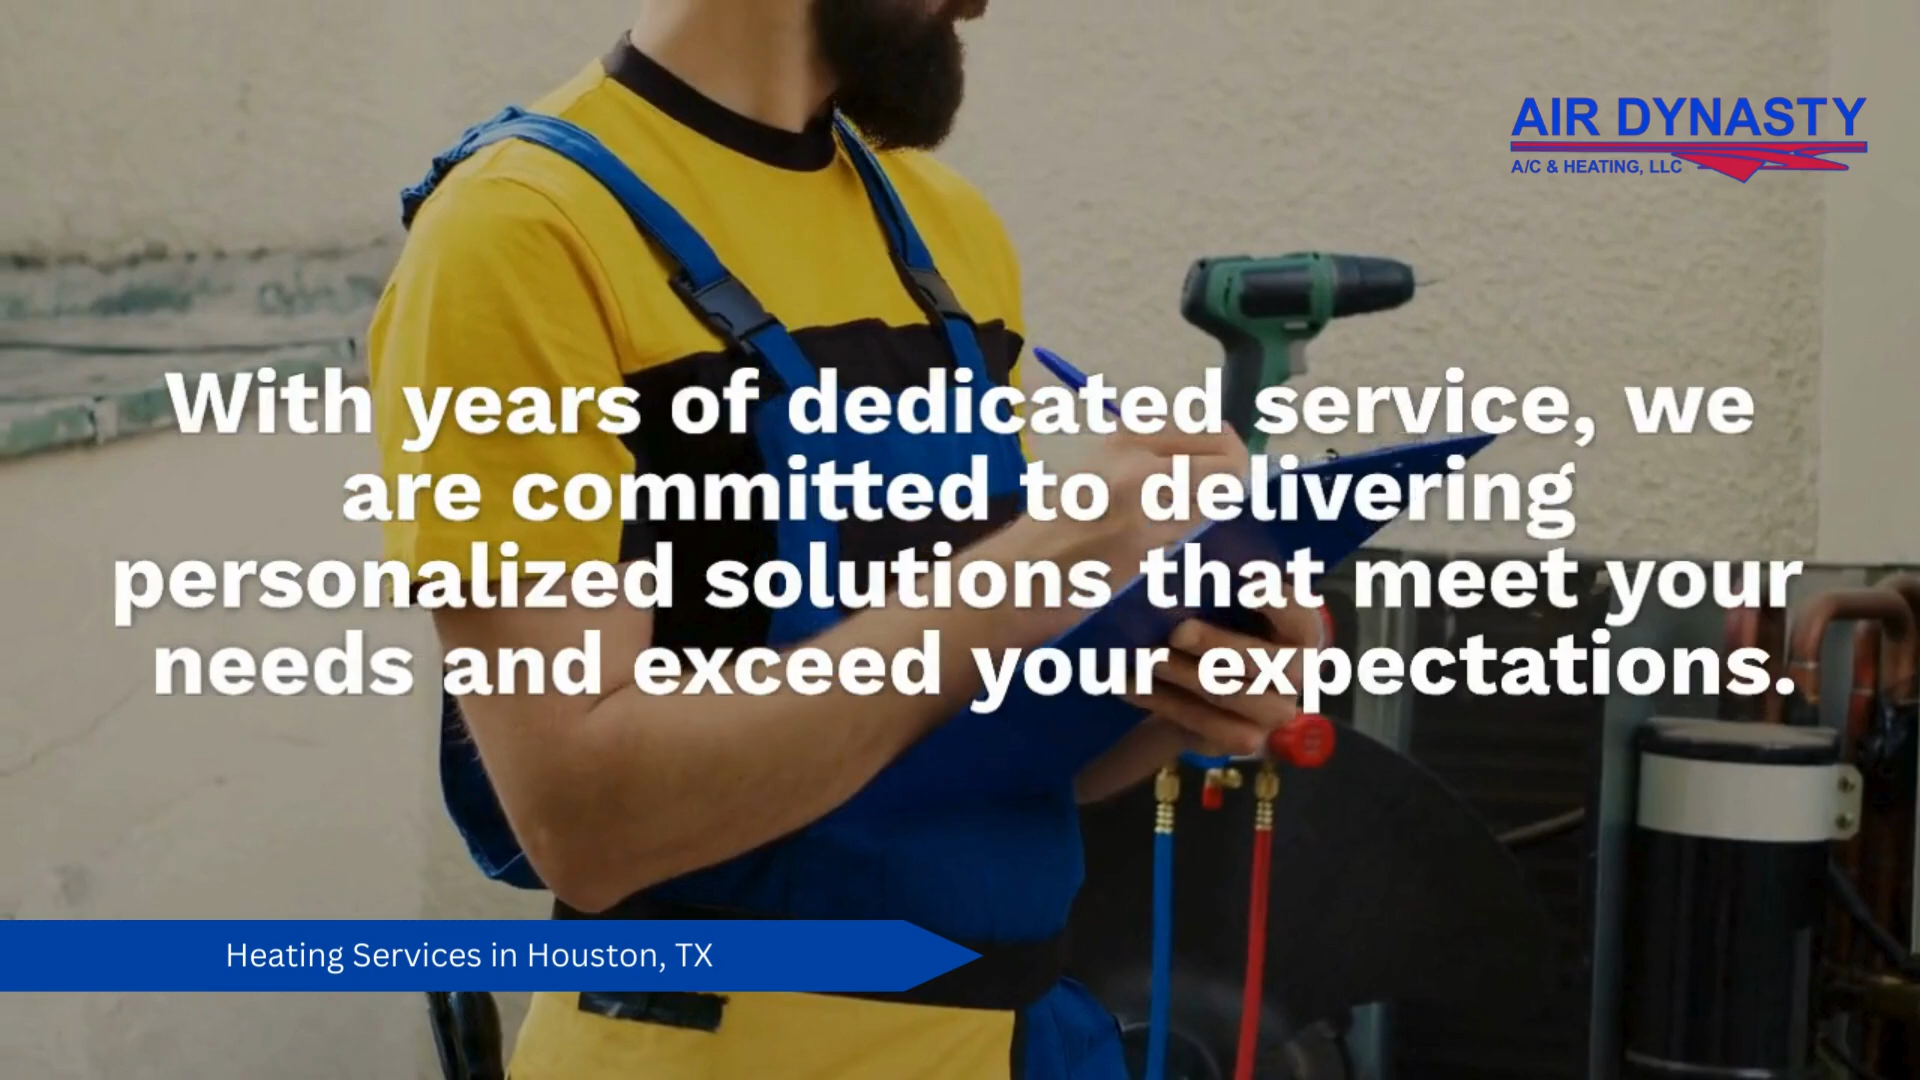 AIR DYNASTY
A/C & HEATING, LLC
With years of dedicated service, we
are committed to delivering
personalized solutions that meet your
needs and exceed your expectations.
Heating Services in Houston, TX